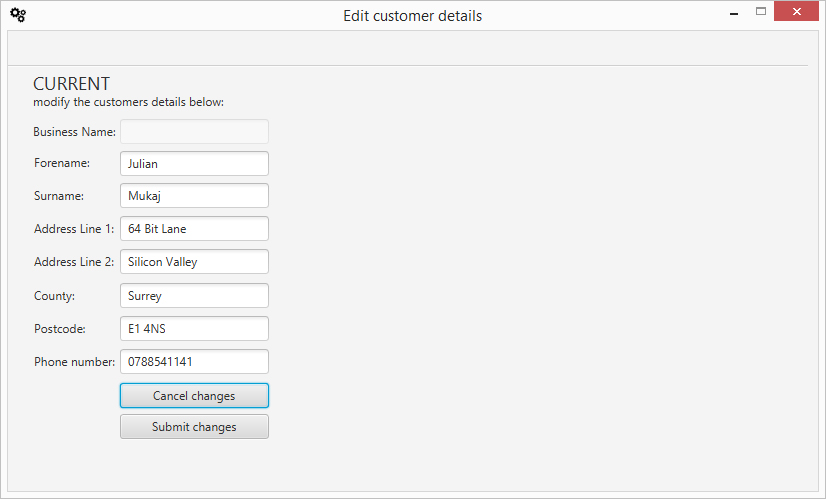 Edit customer details
CURRENT
modify the customers details below:
Business Name:
Forename: Julian
Surname: Mukaj
Address Line 1: 64 Bit Lane
Address Line 2: Silicon Valley
County: Surrey
Postcode: E1 4NS
Phone number: 0788541141
Cancel changes
Submit changes